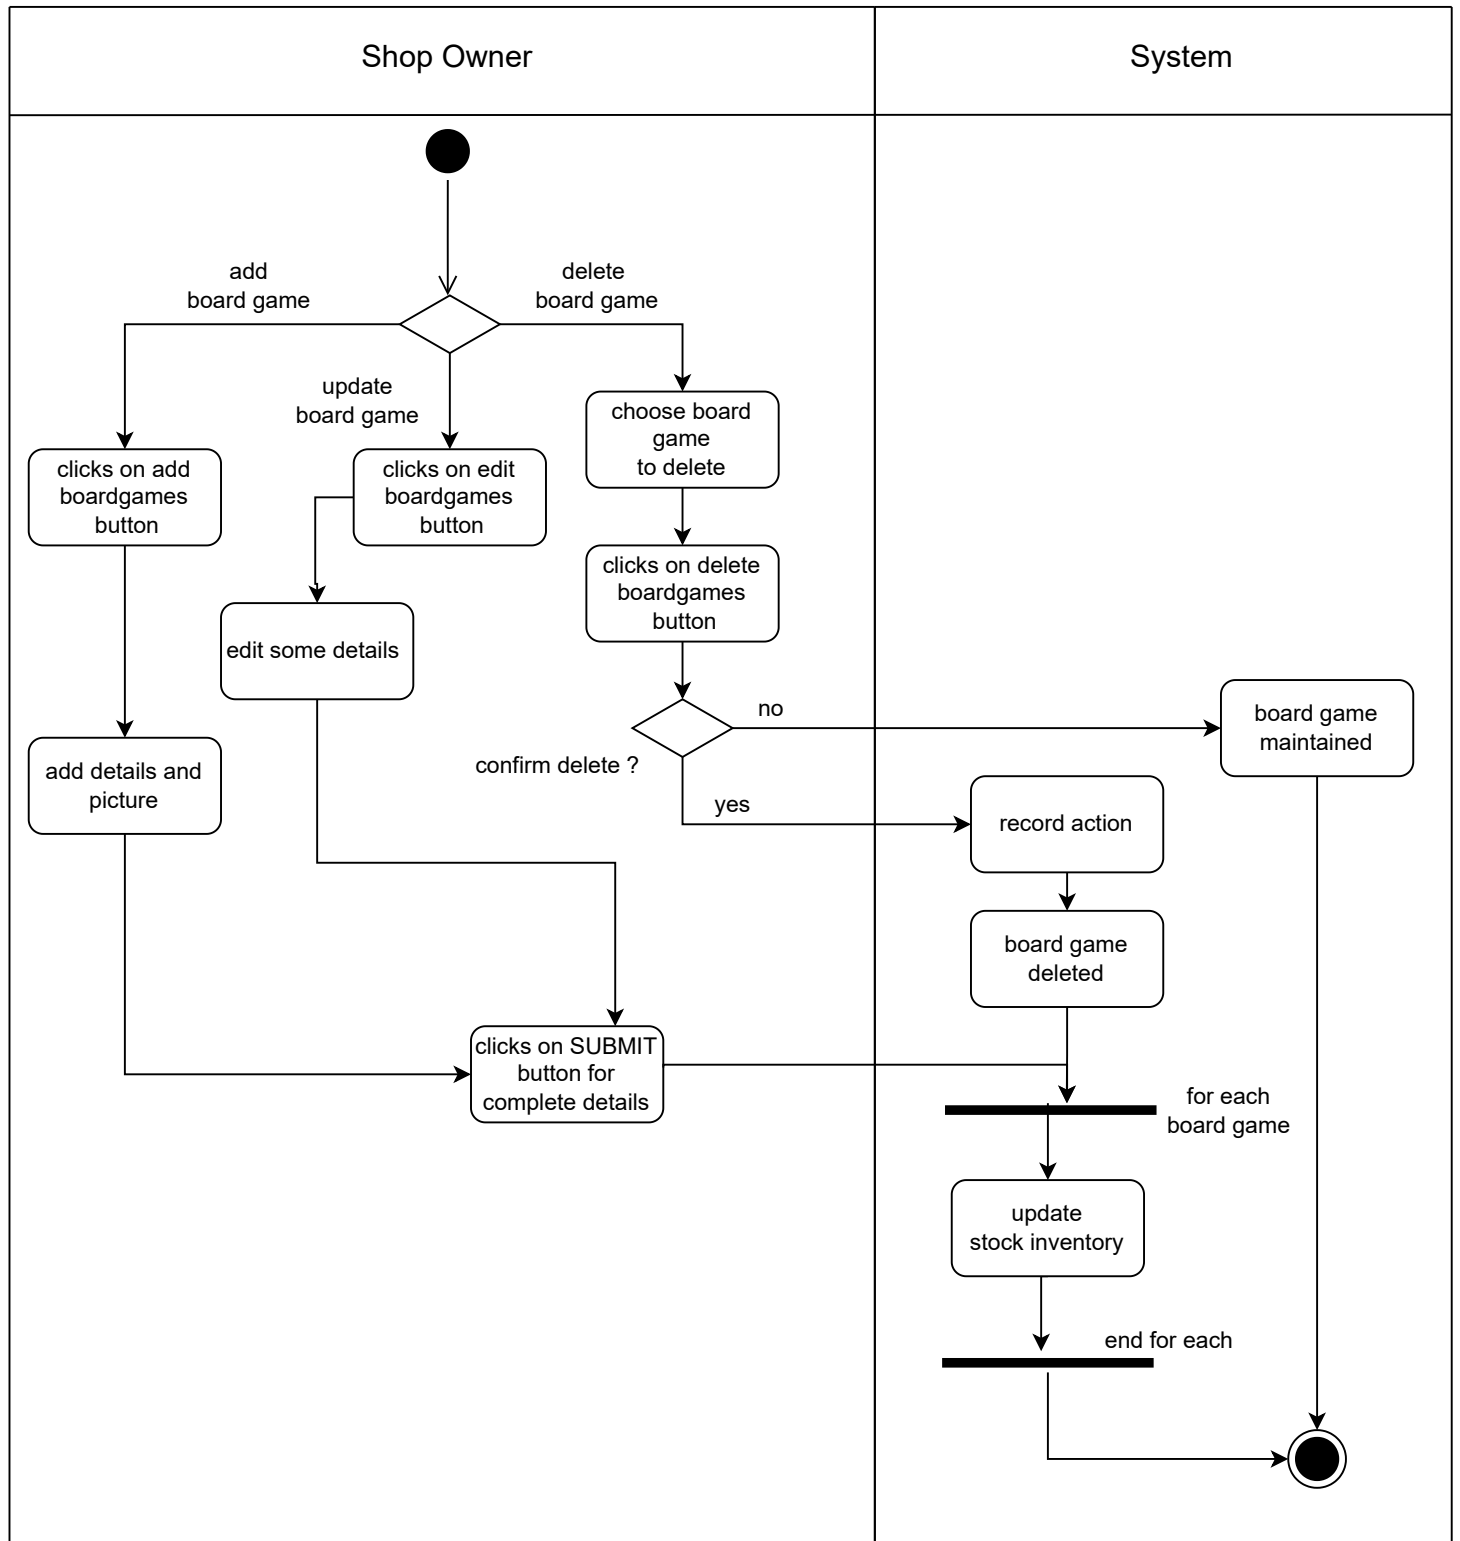 Shop Owner
System
add
board game
delete
board game
update
board game
choose board
game
to delete
clicks on add
boardgames
button
clicks on edit
boardgames
button
clicks on delete
boardgames
button
edit some details
no
board game
maintained
add details and
picture
confirm delete ?
yes
record action
board game
deleted
clicks on SUBMIT
button for
complete details
for each
board game
update
stock inventory
end for each